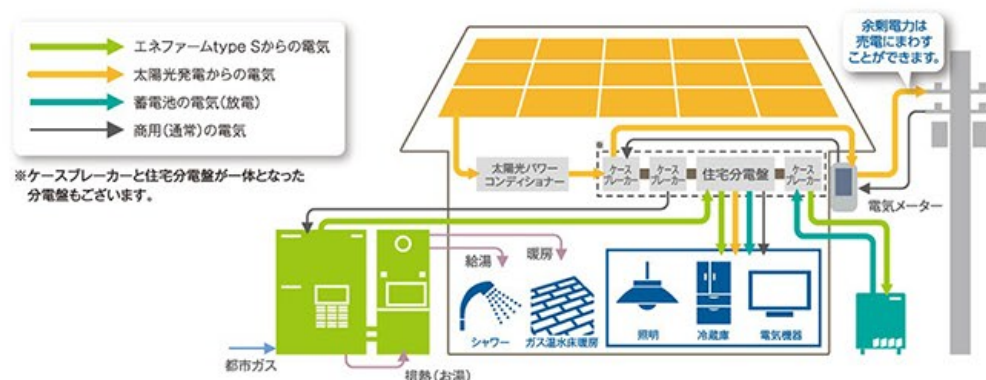 エネファームtype Sからの電気
太陽光発電からの電気
蓄電池の電気(放電)
商用(通常)の電気
※ケースブレーカーと住宅分電盤が一体となった
分電盤もございます。
余剰電力は
売電にまわす
ことができます。
太陽光パワー
コンディショナー
※
ケース
ブレーカー
ケース
ブレーカー
住宅分電盤
ケース
ブレーカー
電気メーター
給湯
暖房
シャワー
ガス温水床暖房
照明
冷蔵庫
電気機器
都市ガス
排熱(お湯)